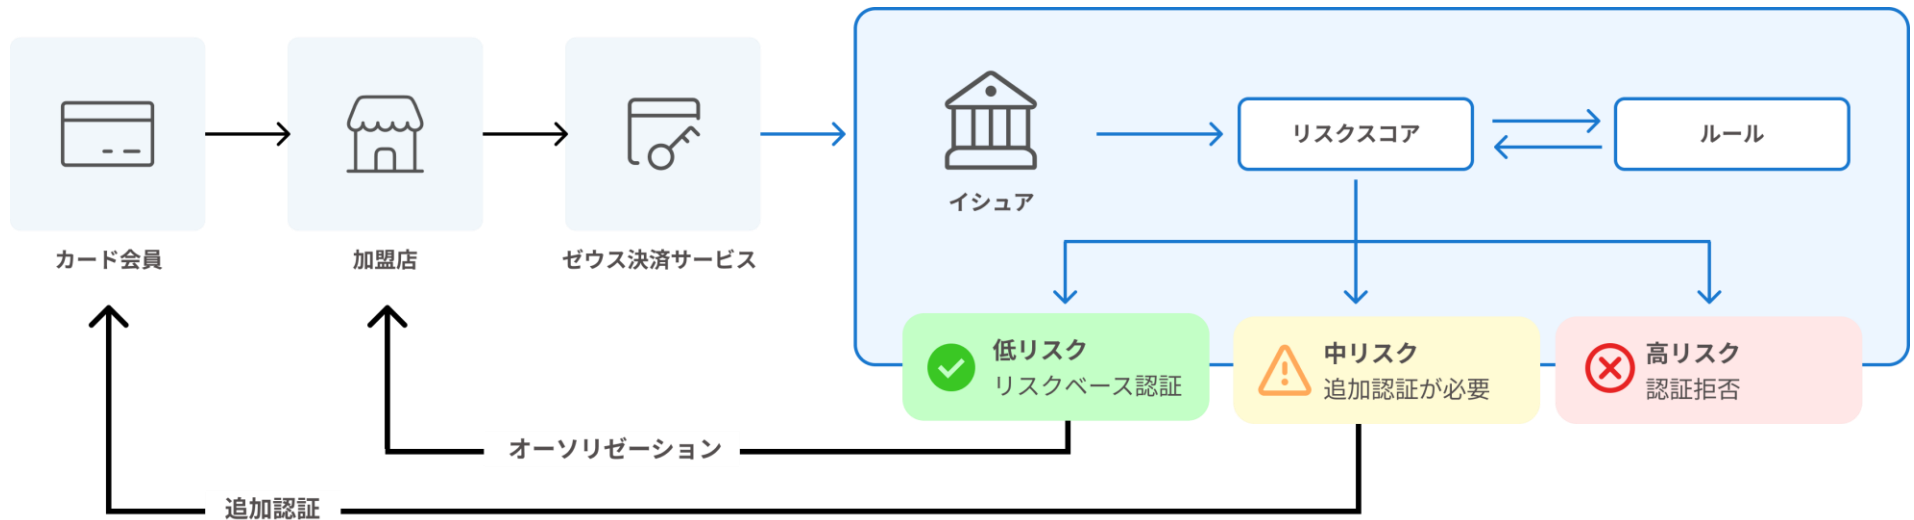 リスクスコア
ルール
イシュア
カード会員
加盟店
ゼウス決済サービス
低リスク
リスクベース認証
中リスク
追加認証が必要
高リスク
認証拒否
オーソリゼーション
追加認証